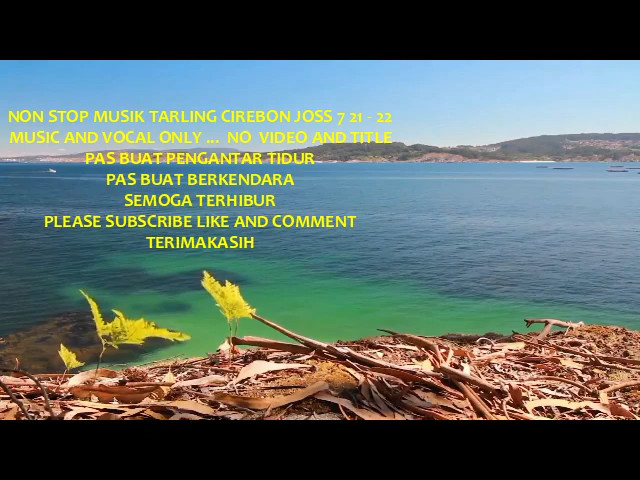 NON STOP MUSIK TARLING CIREBON JOSS 7 21 - 22
MUSIC AND VOCAL ONLY ... NO VIDEO AND TITLE
PAS BUAT PENGANTAR TIDUR
PAS BUAT BERKENDARA
SEMOGA TERHIBUR
PLEASE SUBSCRIBE LIKE AND COMMENT
TERIMAKASIH